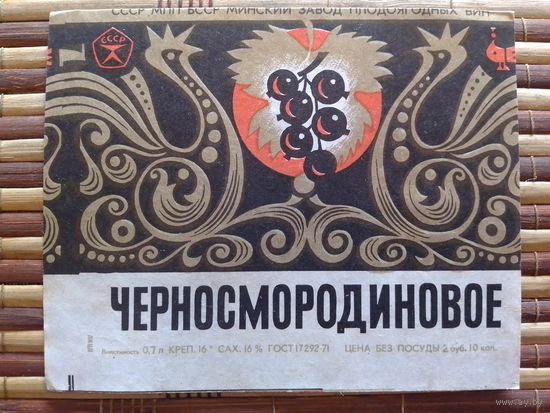 СССР МПП БССР МИНСКИЙ ЗАВОД ПЛОДОЯГОДНЫХ ВИН
СССР
ЧЕРНОСМОРОДИНОВОЕ
Вместимость 0,7 л КРЕП. 16° САХ. 16% ГОСТ 17292-71 ЦЕНА БЕЗ ПОСУДЫ 2 руб. 10 коп.